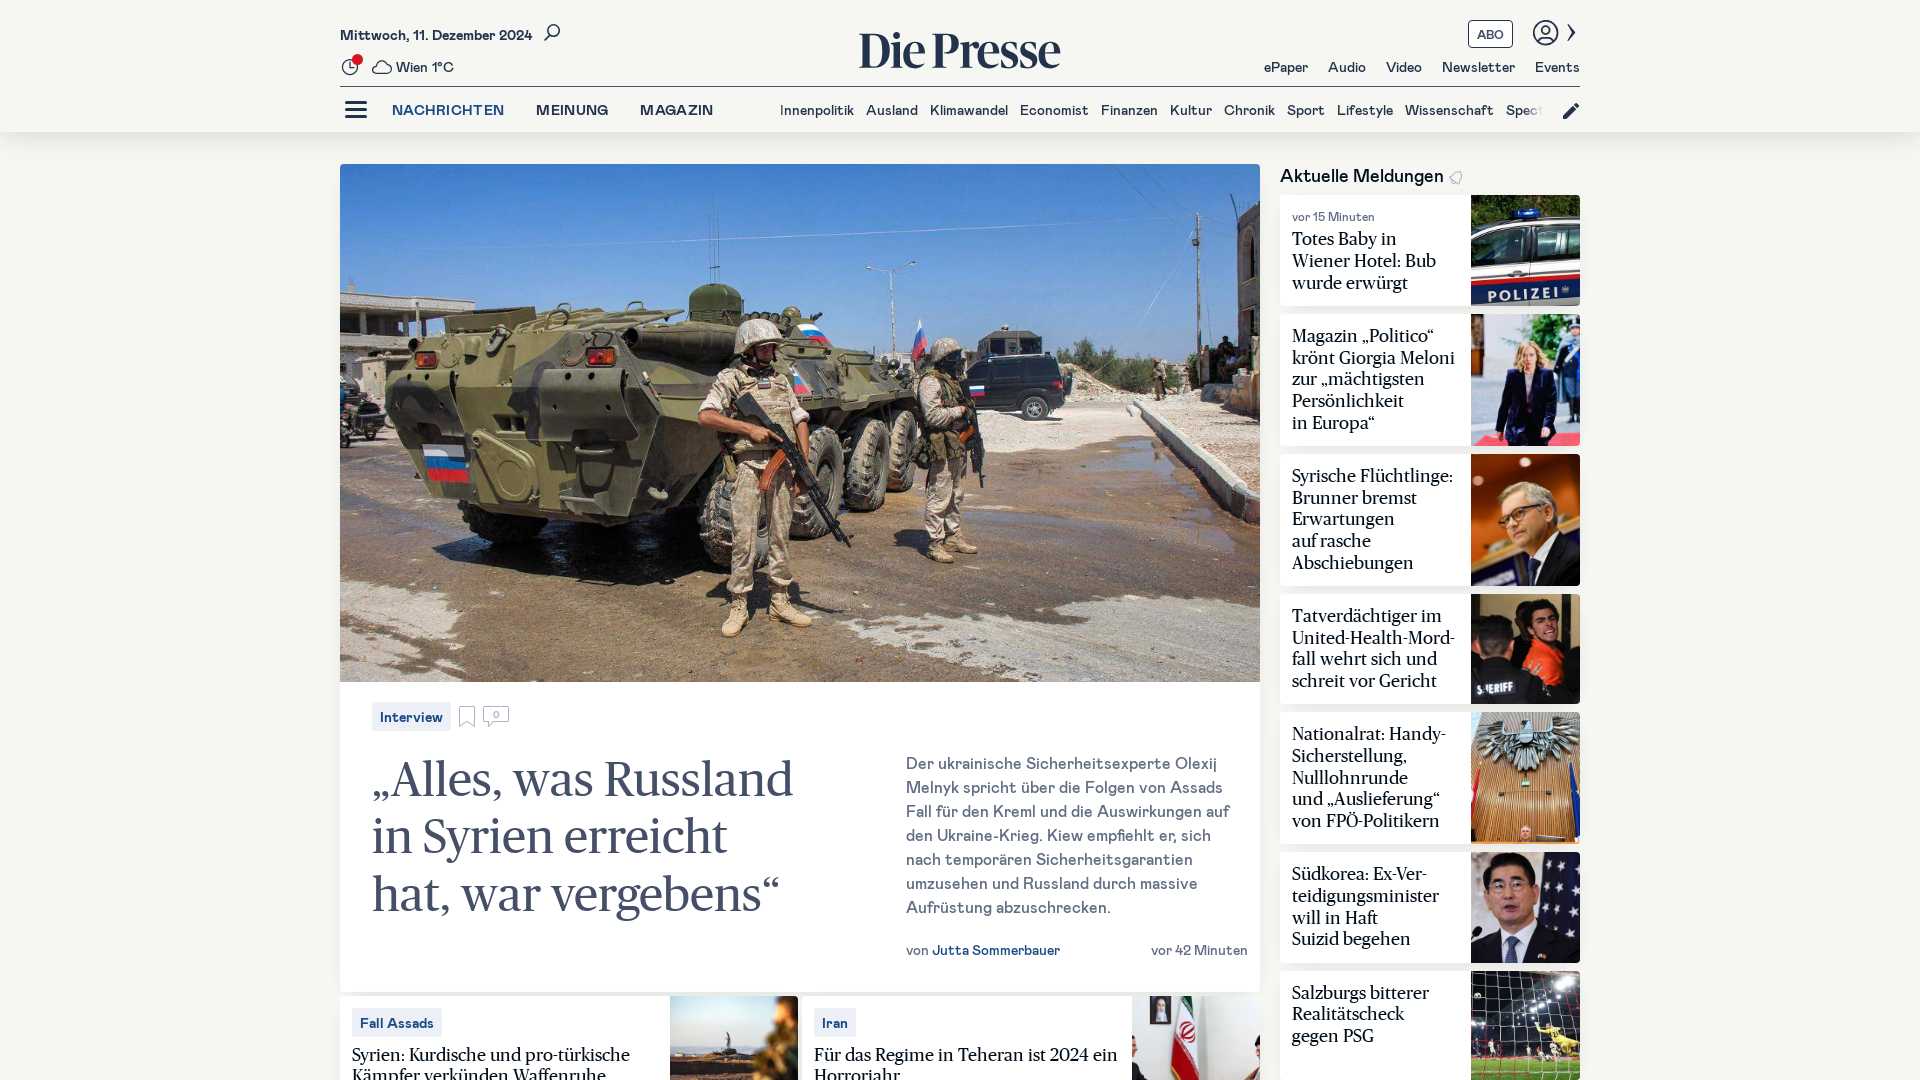 Mittwoch, 11. Dezember 2024
Wien 1°C
Die Presse
ABO
ePaper Audio Video Newsletter Events
NACHRICHTEN MEINUNG MAGAZIN
Innenpolitik Ausland Klimawandel Economist Finanzen Kultur Chronik Sport Lifestyle Wissenschaft
Interview
0
„Alles, was Russland
in Syrien erreicht
hat, war vergebens“
Der ukrainische Sicherheitsexperte Olexij
Melnyk spricht über die Folgen von Assads
Fall für den Kreml und die Auswirkungen auf
den Ukraine-Krieg. Kiew empfiehlt er, sich
nach temporären Sicherheitsgarantien
umzusehen und Russland durch massive
Aufrüstung abzuschrecken.
von Jutta Sommerbauer
vor 42 Minuten
Fall Assads
Syrien: Kurdische und pro-türkische
Kämpfer verkünden Waffenruhe
Iran
Für das Regime in Teheran ist 2024 ein
Horrorjahr
Aktuelle Meldungen
vor 15 Minuten
Totes Baby in
Wiener Hotel: Bub
wurde erwürgt
POLIZEI
Magazin „Politico“
krönt Giorgia Meloni
zur „mächtigsten
Persönlichkeit
in Europa“
Syrische Flüchtlinge:
Brunner bremst
Erwartungen
auf rasche
Abschiebungen
Tatverdächtiger im
United-Health-Mord-
fall wehrt sich und
schreit vor Gericht
SHERIFF
Nationalrat: Handy-
Sicherstellung,
Nulllohnrunde
und „Auslieferung“
von FPÖ-Politikern
Südkorea: Ex-Ver-
teidigungsminister
will in Haft
Suizid begehen
Salzburgs bitterer
Realitätscheck
gegen PSG